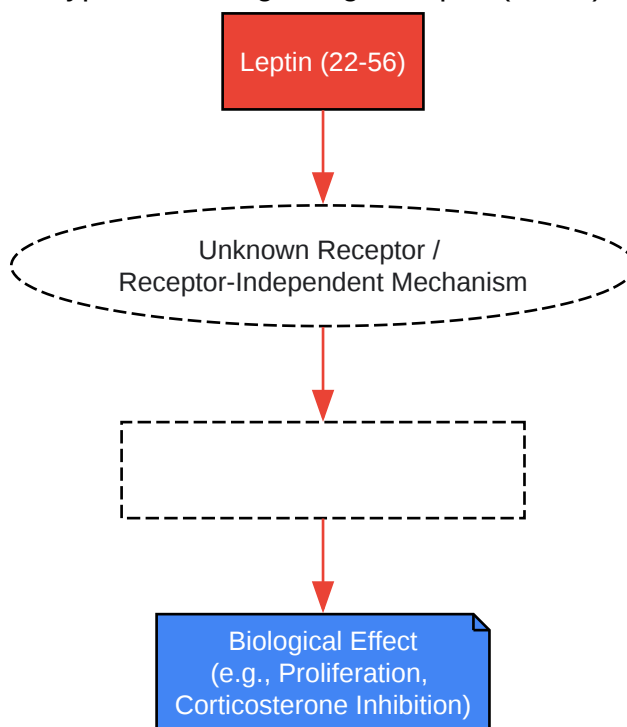 Leptin (22-56)
Unknown Receptor /
Receptor-Independent Mechanism
Biological Effect
(e.g., Proliferation,
Corticosterone Inhibition)